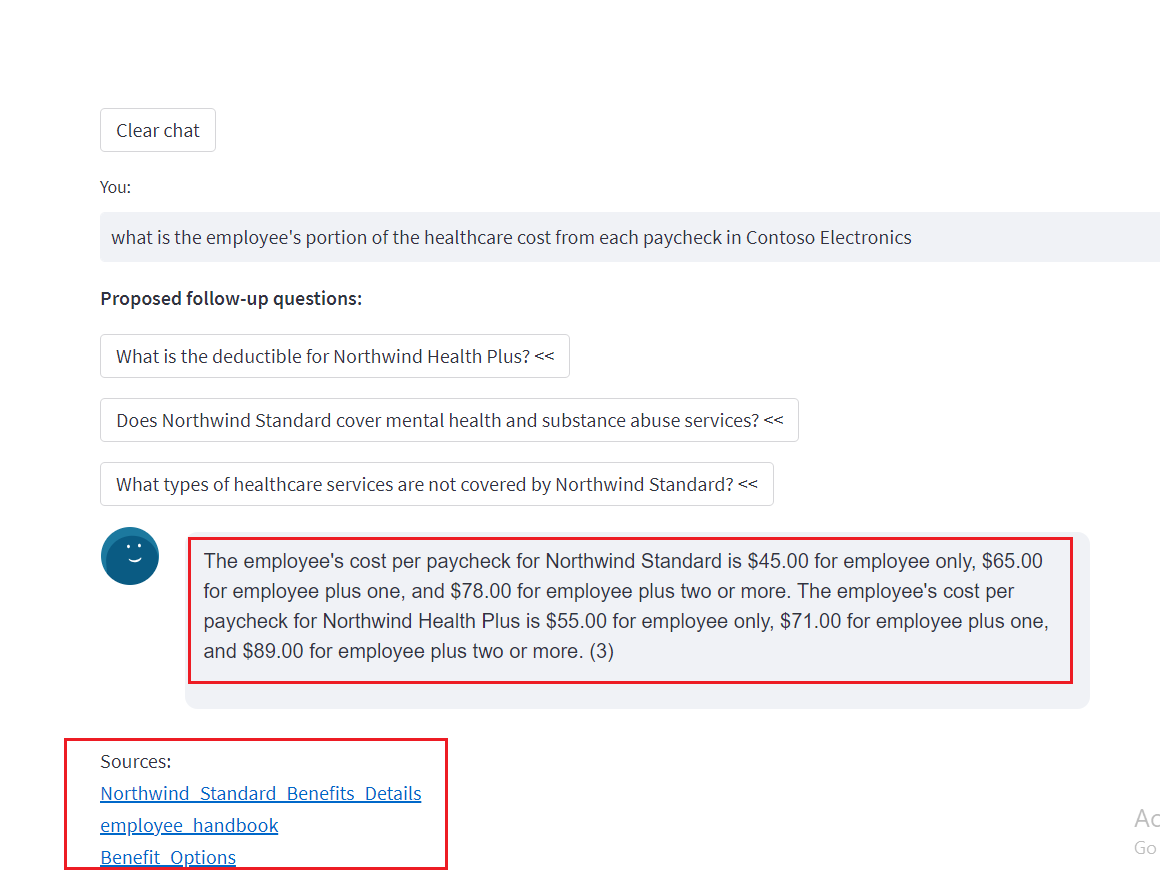 Clear chat
You:
what is the employee's portion of the healthcare cost from each paycheck in Contoso Electronics
Proposed follow-up questions:
What is the deductible for Northwind Health Plus? <<
Does Northwind Standard cover mental health and substance abuse services? <<
What types of healthcare services are not covered by Northwind Standard? <<
The employee's cost per paycheck for Northwind Standard is $45.00 for employee only, $65.00
for employee plus one, and $78.00 for employee plus two or more. The employee's cost per
paycheck for Northwind Health Plus is $55.00 for employee only, $71.00 for employee plus one,
and $89.00 for employee plus two or more. (3)
Sources:
Northwind_Standard_Benefits_Details
employee_handbook
Benefit_Options
Ac
Go